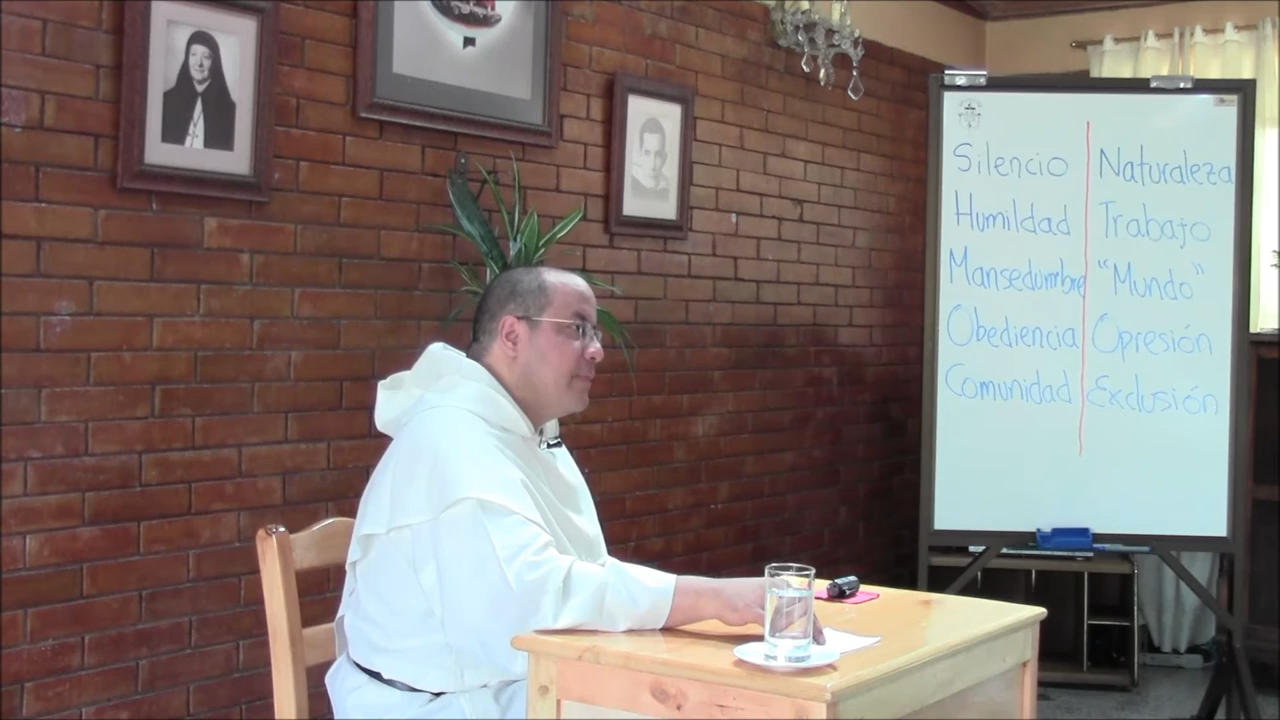 Silencio
Humildad
Mansedumbre
Obediencia
Comunidad
Naturaleza
Trabajo
"Mundo"
Opresión
Exclusión